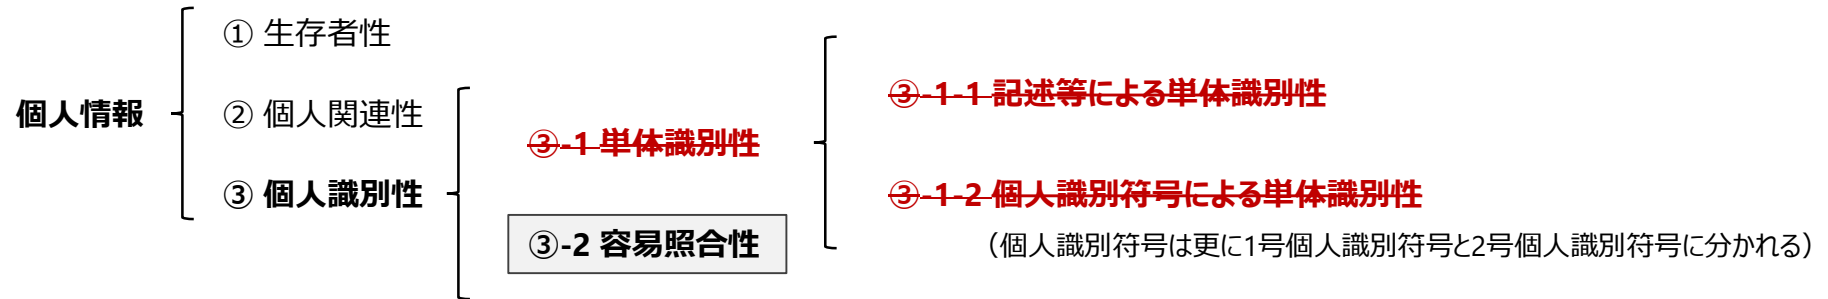 個人情報
① 生存者性
② 個人関連性
③ 個人識別性
③-1 単体識別性
③-2 容易照合性
③-1-1 記述等による単体識別性
③-1-2 個人識別符号による単体識別性
（個人識別符号は更に1号個人識別符号と2号個人識別符号に分かれる）